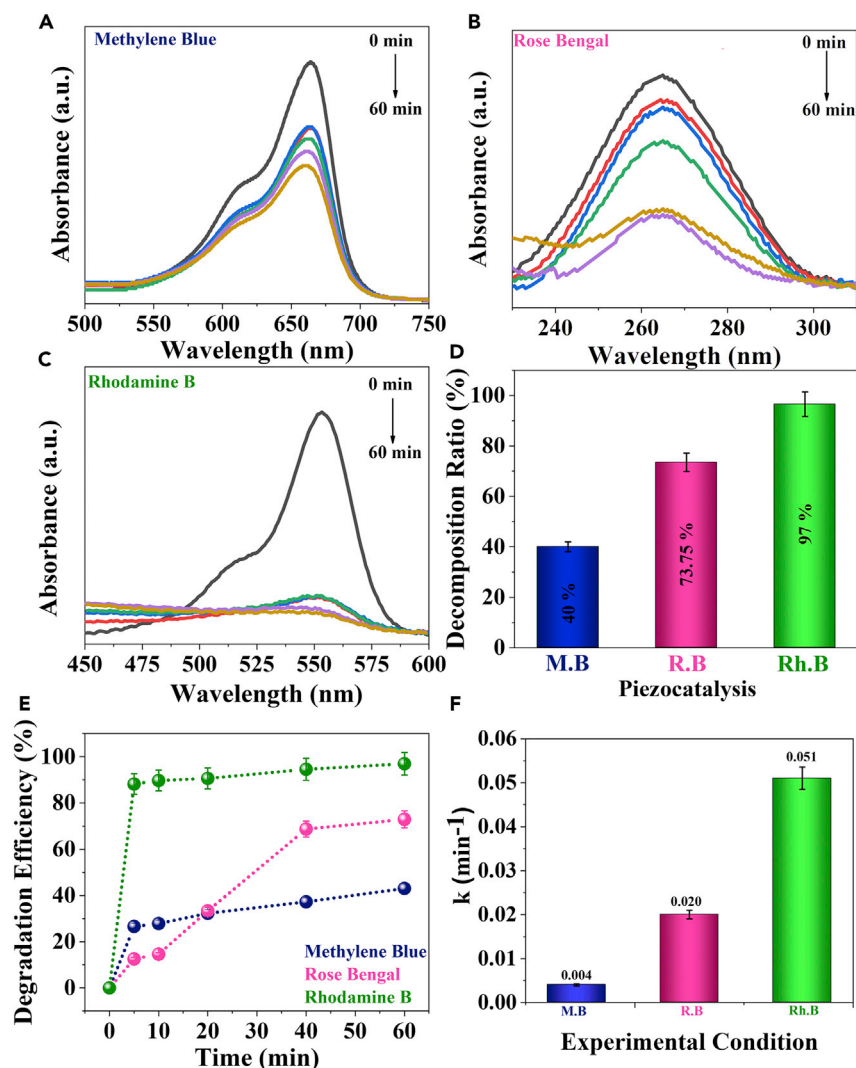 A
Methylene Blue
0 min
60 min
Absorbance (a.u.)
500 550 600 650 700 750
Wavelength (nm)
B
Rose Bengal
0 min
60 min
Absorbance (a.u.)
240 260 280 300
Wavelength (nm)
C
Rhodamine B
0 min
60 min
Absorbance (a.u.)
450 475 500 525 550 575 600
Wavelength (nm)
D
Decomposition Ratio (%)
100
80
60
40
20
0
40 %
73.75 %
97 %
M.B R.B Rh.B
Piezocatalysis
E
Degradation Efficiency (%)
100
80
60
40
20
0
Methylene Blue
Rose Bengal
Rhodamine B
0 10 20 30 40 50 60
Time (min)
F
k (min-1)
0.06
0.05
0.04
0.03
0.02
0.01
0.00
0.004
0.020
0.051
M.B R.B Rh.B
Experimental Condition